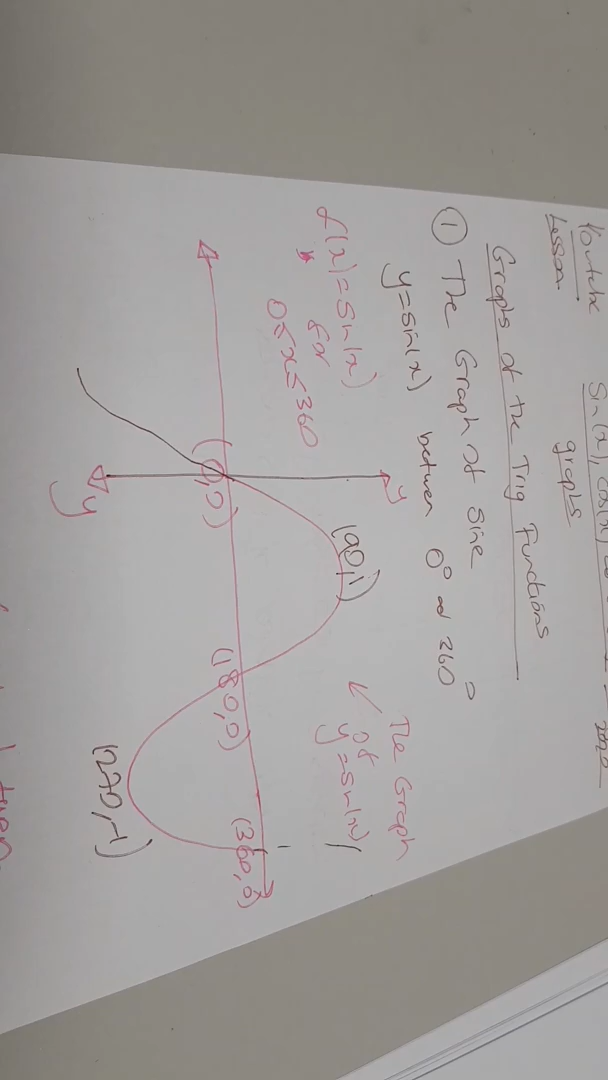 Youtube Sin(x), Cos(x)
Lesson graphs
Graphs of the Trig Functions
① The Graph of Sine
y=sin(x) between 0° and 360°
f(x)=sin(x)
for
0≤x≤360
The Graph
of
y=sin(x)
y
(90,1)
(0,0)
(180,0)
(360,0)
(270,-1)
y